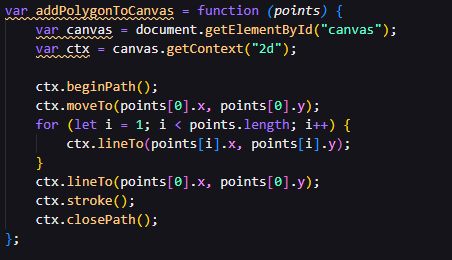 var addPolygonToCanvas = function (points) {
    var canvas = document.getElementById("canvas");
    var ctx = canvas.getContext("2d");

    ctx.beginPath();
    ctx.moveTo(points[0].x, points[0].y);
    for (let i = 1; i < points.length; i++) {
        ctx.lineTo(points[i].x, points[i].y);
    }
    ctx.lineTo(points[0].x, points[0].y);
    ctx.stroke();
    ctx.closePath();
};